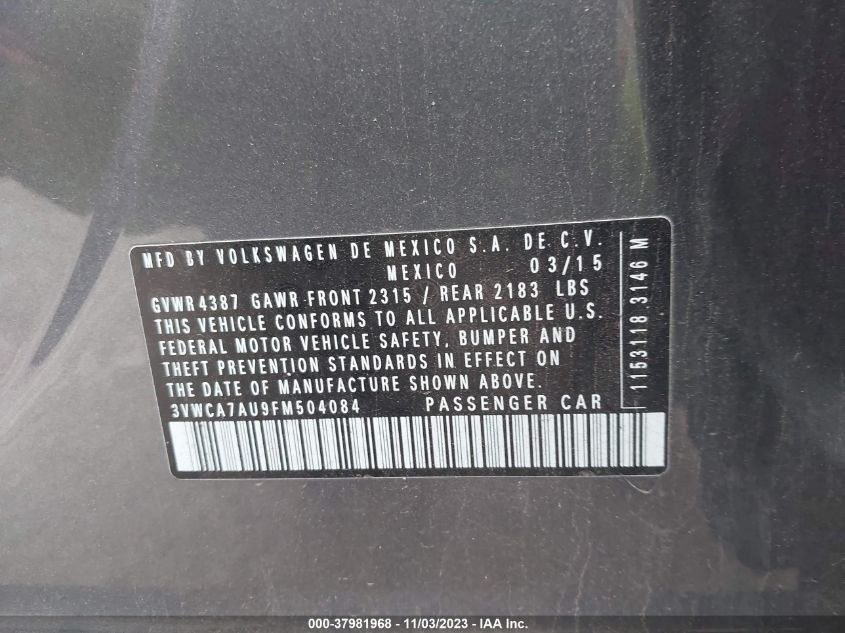 MFD BY VOLKSWAGEN DE MEXICO S.A. DE C.V.
MEXICO 03/15
GVWR 4387 GAWR FRONT 2315 / REAR 2183 LBS
THIS VEHICLE CONFORMS TO ALL APPLICABLE U.S.
FEDERAL MOTOR VEHICLE SAFETY, BUMPER AND
THEFT PREVENTION STANDARDS IN EFFECT ON
THE DATE OF MANUFACTURE SHOWN ABOVE.
3VWCA7AU9FM504084 PASSENGER CAR
1153118 3146 M
000-37981968 - 11/03/2023 - IAA Inc.